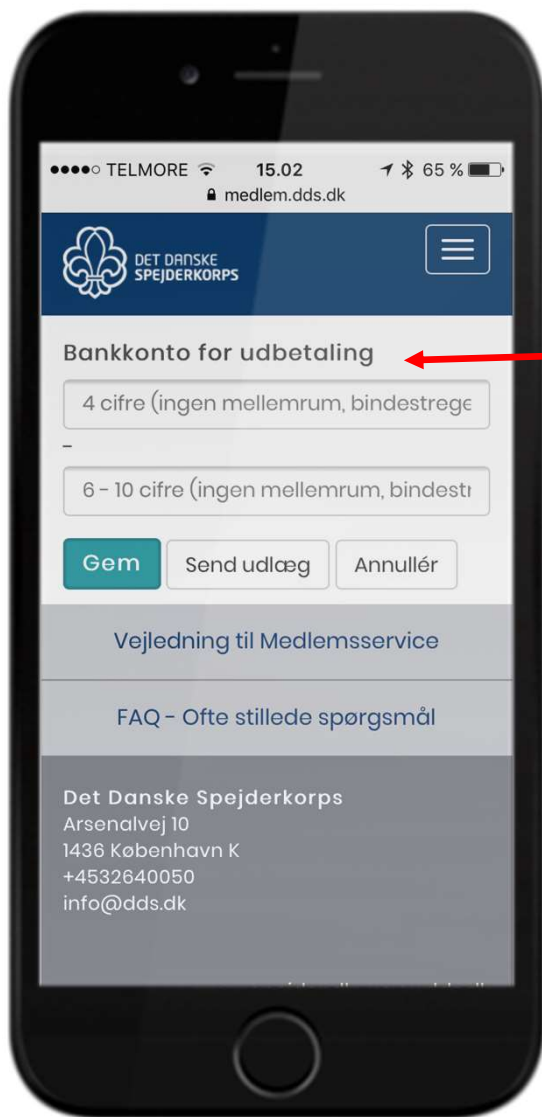 TELMORE 15.02 65 %
medlem.dds.dk
DET DANSKE
SPEJDERKORPS
Bankkonto for udbetaling
4 cifre (ingen mellemrum, bindestrege
–
6 - 10 cifre (ingen mellemrum, bindestr
Gem Send udlæg Annullér
Vejledning til Medlemsservice
FAQ - Ofte stillede spørgsmål
Det Danske Spejderkorps
Arsenalvej 10
1436 København K
+4532640050
info@dds.dk